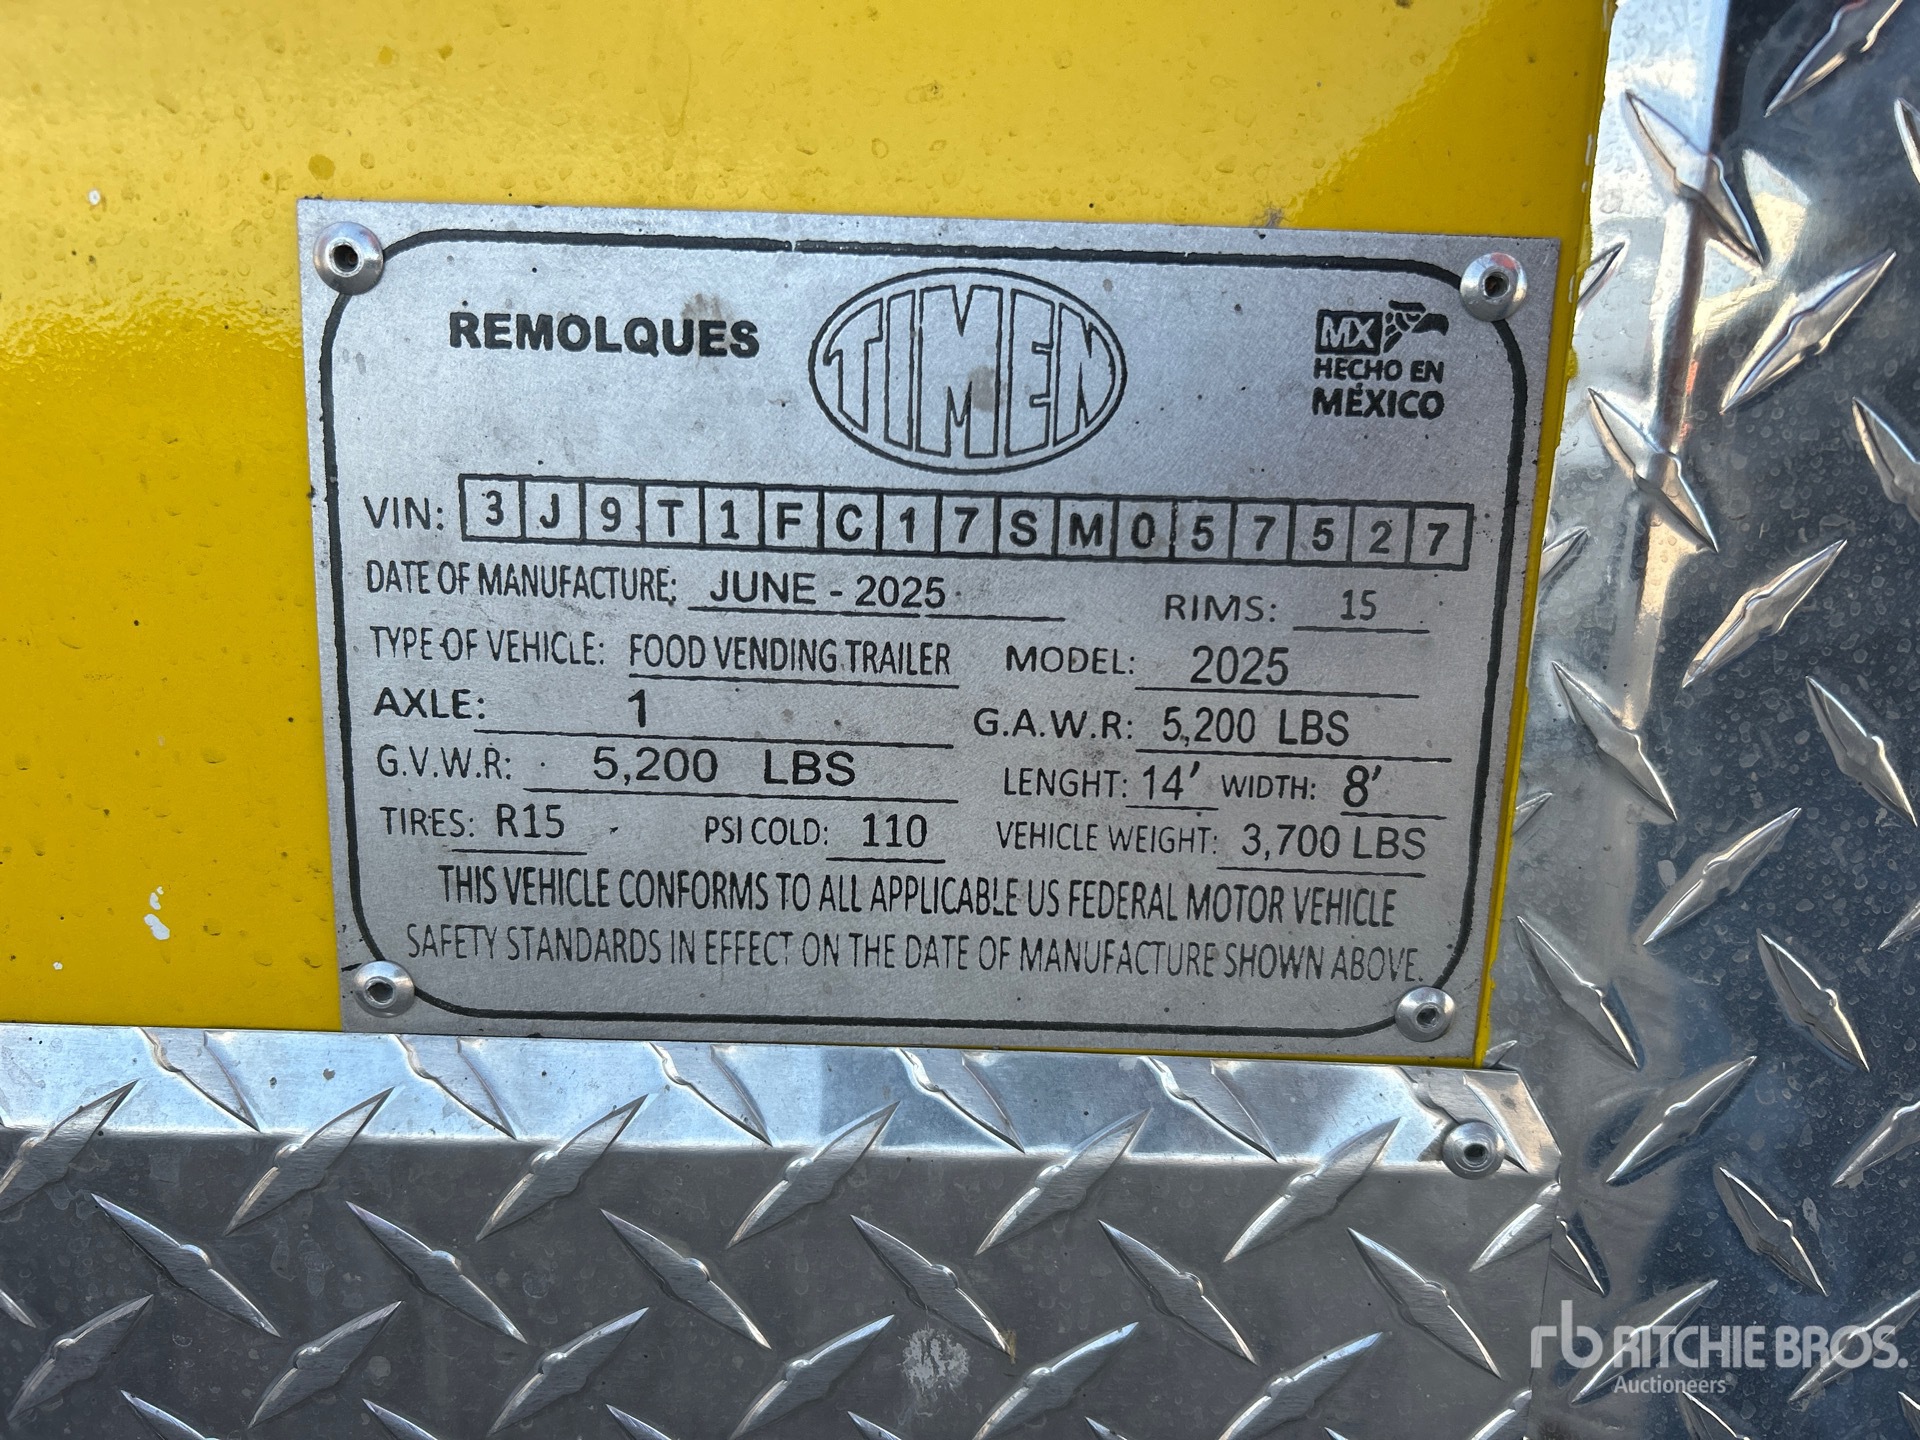 REMOLQUES TIMEN MX
HECHO EN
MÉXICO
VIN: 3J9T1FC17SM057527
DATE OF MANUFACTURE: JUNE - 2025 RIMS: 15
TYPE OF VEHICLE: FOOD VENDING TRAILER MODEL: 2025
AXLE: 1 G.A.W.R: 5,200 LBS
G.V.W.R: 5,200 LBS LENGHT: 14' WIDTH: 8'
TIRES: R15 PSI COLD: 110 VEHICLE WEIGHT: 3,700 LBS
THIS VEHICLE CONFORMS TO ALL APPLICABLE US FEDERAL MOTOR VEHICLE
SAFETY STANDARDS IN EFFECT ON THE DATE OF MANUFACTURE SHOWN ABOVE.
rb RITCHIE BROS.
Auctioneers